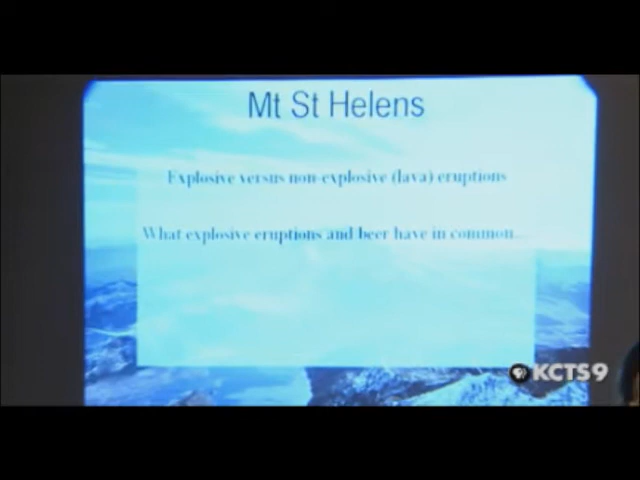 Mt St Helens
Explosive versus non-explosive (lava) eruptions
What explosive eruptions and beer have in common...
KCTS9